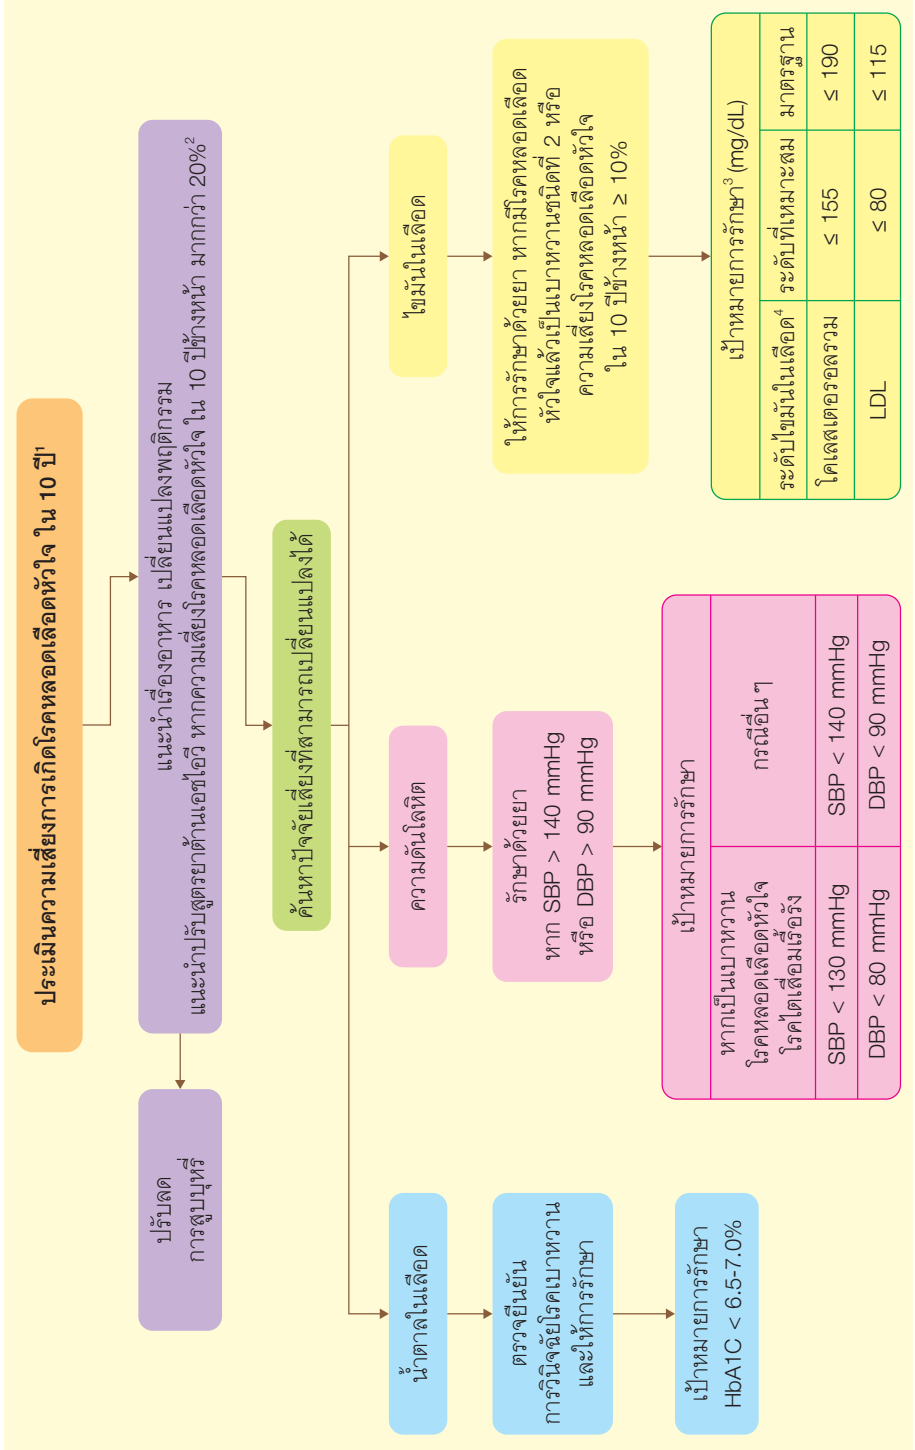 ประเมินความเสี่ยงการเกิดโรคหลอดเลือดหัวใจ ใน 10 ปี¹
ปรับลด
การสูบบุหรี่
แนะนำเรื่องอาหาร เปลี่ยนแปลงพฤติกรรม
แนะนำปรับสูตรยาต้านเอชไอวี หากความเสี่ยงโรคหลอดเลือดหัวใจ ใน 10 ปีข้างหน้า มากกว่า 20%²
ค้นหาปัจจัยเสี่ยงที่สามารถเปลี่ยนแปลงได้
น้ำตาลในเลือด
ตรวจยืนยัน
การวินิจฉัยโรคเบาหวาน
และให้การรักษา
เป้าหมายการรักษา
HbA1C < 6.5-7.0%
ความดันโลหิต
รักษาด้วยยา
หาก SBP > 140 mmHg
หรือ DBP > 90 mmHg
เป้าหมายการรักษา
หากเป็นเบาหวาน
โรคหลอดเลือดหัวใจ
โรคไตเสื่อมเรื้อรัง
กรณีอื่นๆ
SBP < 130 mmHg SBP < 140 mmHg
DBP < 80 mmHg DBP < 90 mmHg
ไขมันในเลือด
ให้การรักษาด้วยยา หากมีโรคหลอดเลือด
หัวใจแล้วเป็นเบาหวานชนิดที่ 2 หรือ
ความเสี่ยงโรคหลอดเลือดหัวใจ
ใน 10 ปีข้างหน้า ≥ 10%
เป้าหมายการรักษา³ (mg/dL)
ระดับไขมันในเลือด⁴ ระดับที่เหมาะสม มาตรฐาน
โคเลสเตอรอลรวม ≤ 155 ≤ 190
LDL ≤ 80 ≤ 115